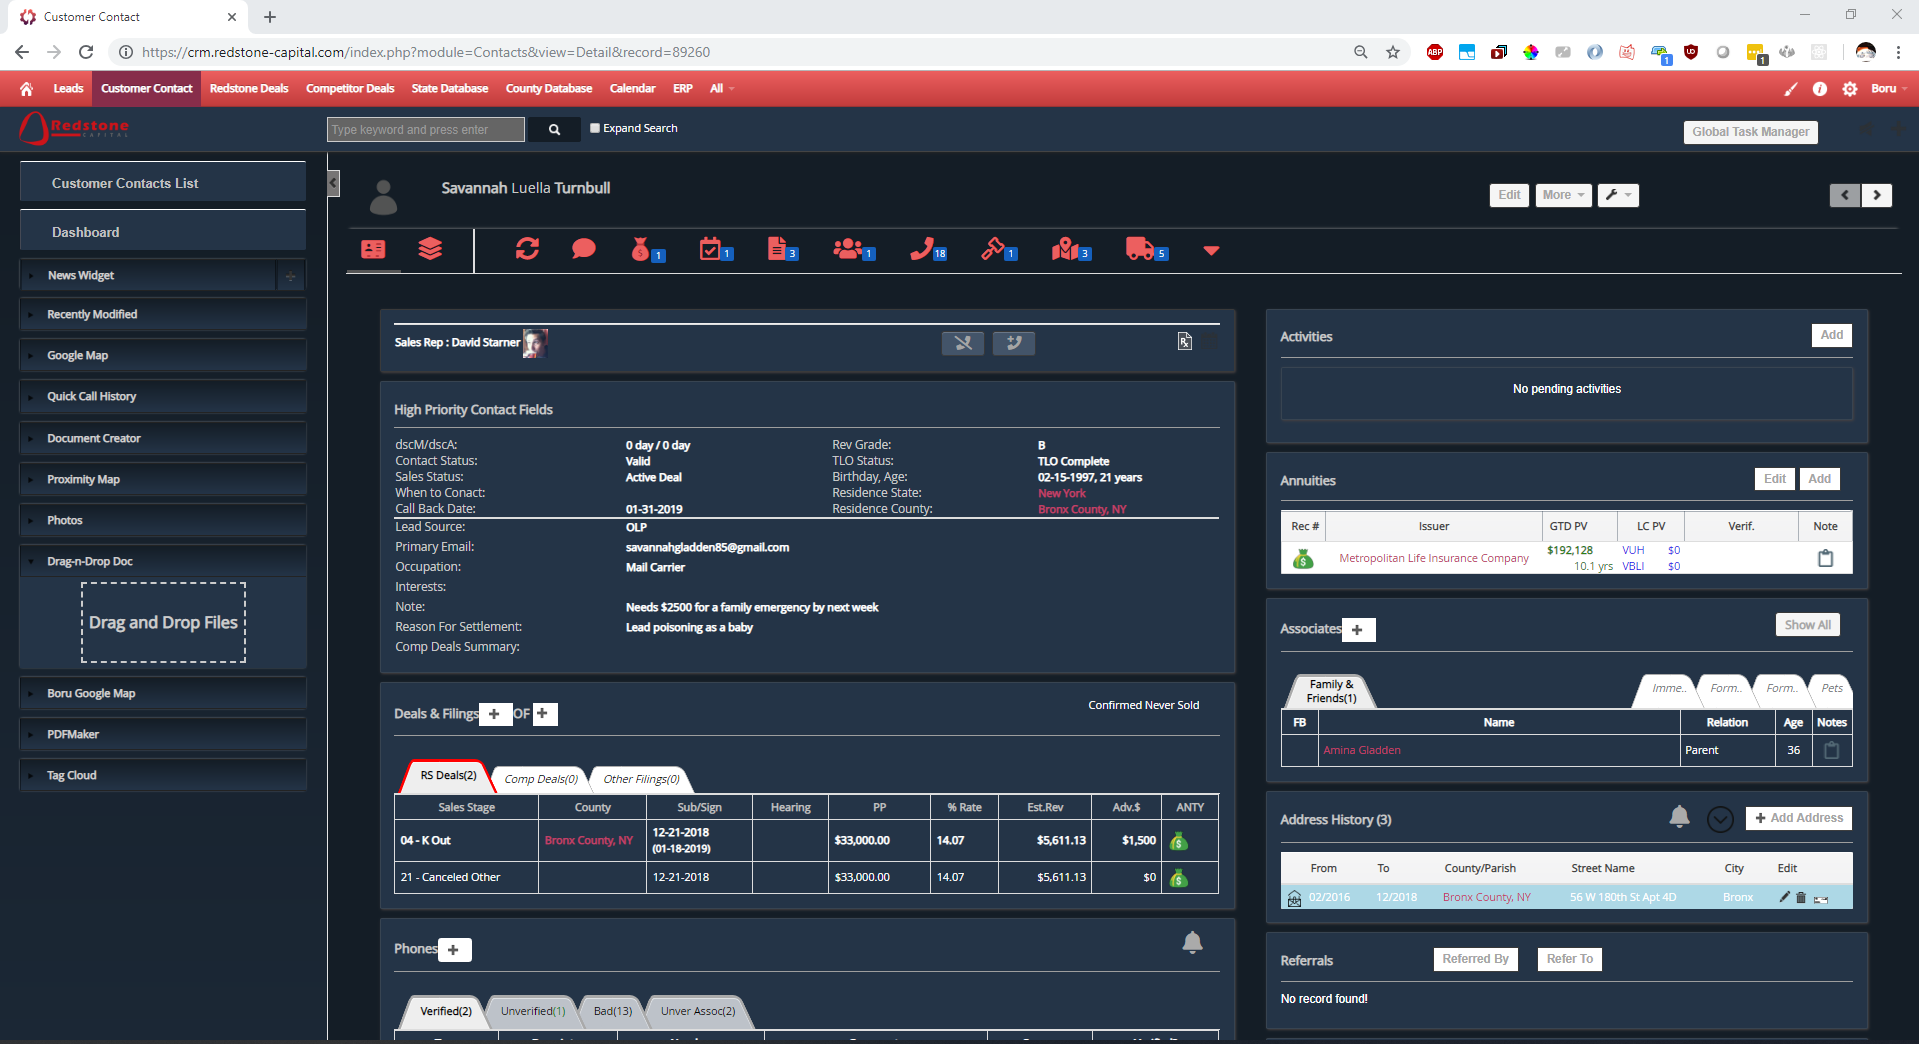 Customer Contact
https://crm.redstone-capital.com/index.php?module=Contacts&view=Detail&record=89260
ABP
1
1
Leads Customer Contact Redstone Deals Competitor Deals State Database County Database Calendar ERP All
Boru
Redstone
CAPITAL
Type keyword and press enter
Expand Search
Global Task Manager
Customer Contacts List
Dashboard
News Widget
Recently Modified
Google Map
Quick Call History
Document Creator
Proximity Map
Photos
Drag-n-Drop Doc
Drag and Drop Files
Boru Google Map
PDFMaker
Tag Cloud
Savannah Luella Turnbull
Edit More
1 1 3 1 18 1 3 5
Sales Rep : David Starner
High Priority Contact Fields
dscM/dscA: 0 day / 0 day Rev Grade: B
Contact Status: Valid TLO Status: TLO Complete
Sales Status: Active Deal Birthday, Age: 02-15-1997, 21 years
When to Conact: Residence State: New York
Call Back Date: 01-31-2019 Residence County: Bronx County, NY
Lead Source: OLP
Primary Email: savannahgladden85@gmail.com
Occupation: Mail Carrier
Interests:
Note: Needs $2500 for a family emergency by next week
Reason For Settlement: Lead poisoning as a baby
Comp Deals Summary:
Deals & Filings + OF + Confirmed Never Sold
RS Deals(2) Comp Deals(0) Other Filings(0)
Sales Stage County Sub/Sign Hearing PP % Rate Est.Rev Adv.$ ANTY
04 - K Out Bronx County, NY 12-21-2018 $33,000.00 14.07 $5,611.13 $1,500
(01-18-2019)
21 - Canceled Other 12-21-2018 $33,000.00 14.07 $5,611.13 $0
Phones +
Verified(2) Unverified(1) Bad(13) Unver Assoc(2)
Activities Add
No pending activities
Annuities Edit Add
Rec # Issuer GTD PV LC PV Verif. Note
Metropolitan Life Insurance Company $192,128 VUH $0
10.1 yrs VBLI $0
Associates + Show All
Family & Friends(1) Imme.. Form.. Form.. Pets
FB Name Relation Age Notes
Amina Gladden Parent 36
Address History (3) + Add Address
From To County/Parish Street Name City Edit
02/2016 12/2018 Bronx County, NY 56 W 180th St Apt 4D Bronx
Referrals Referred By Refer To
No record found!